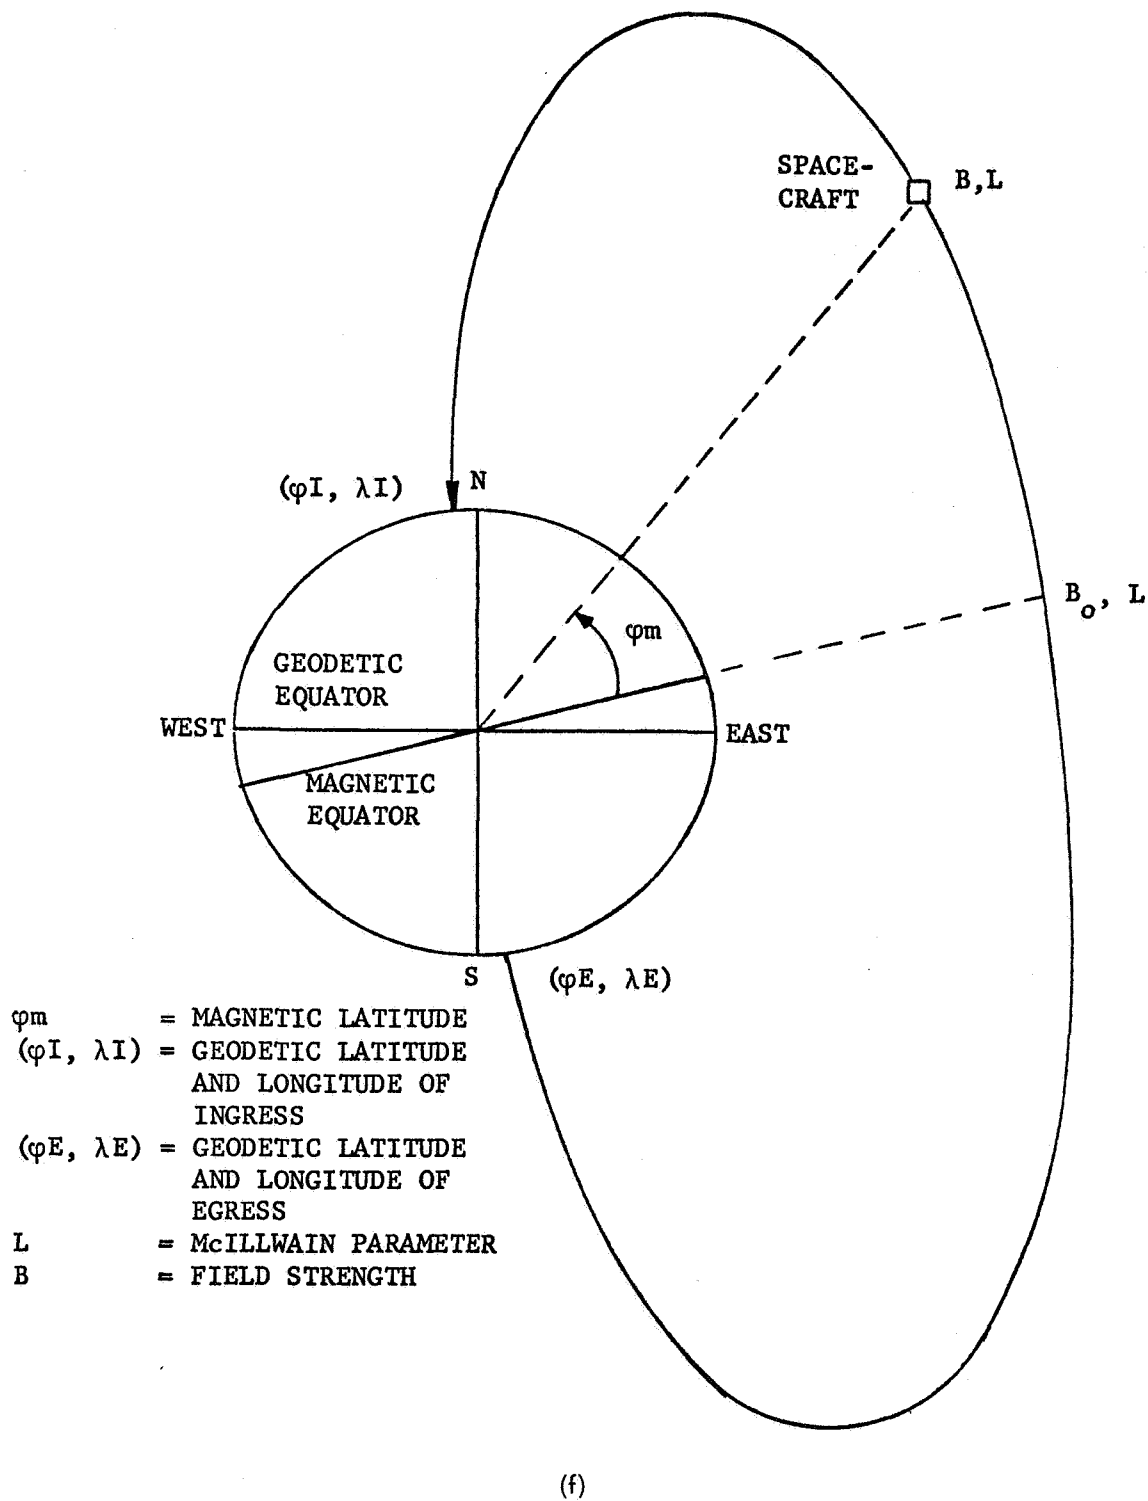 SPACE-
CRAFT
B,L
(φI, λI)
N
B₀, L
φm
GEODETIC
EQUATOR
WEST
EAST
MAGNETIC
EQUATOR
S
(φE, λE)
φm = MAGNETIC LATITUDE
(φI, λI) = GEODETIC LATITUDE
AND LONGITUDE OF
INGRESS
(φE, λE) = GEODETIC LATITUDE
AND LONGITUDE OF
EGRESS
L = McILLWAIN PARAMETER
B = FIELD STRENGTH
(f)